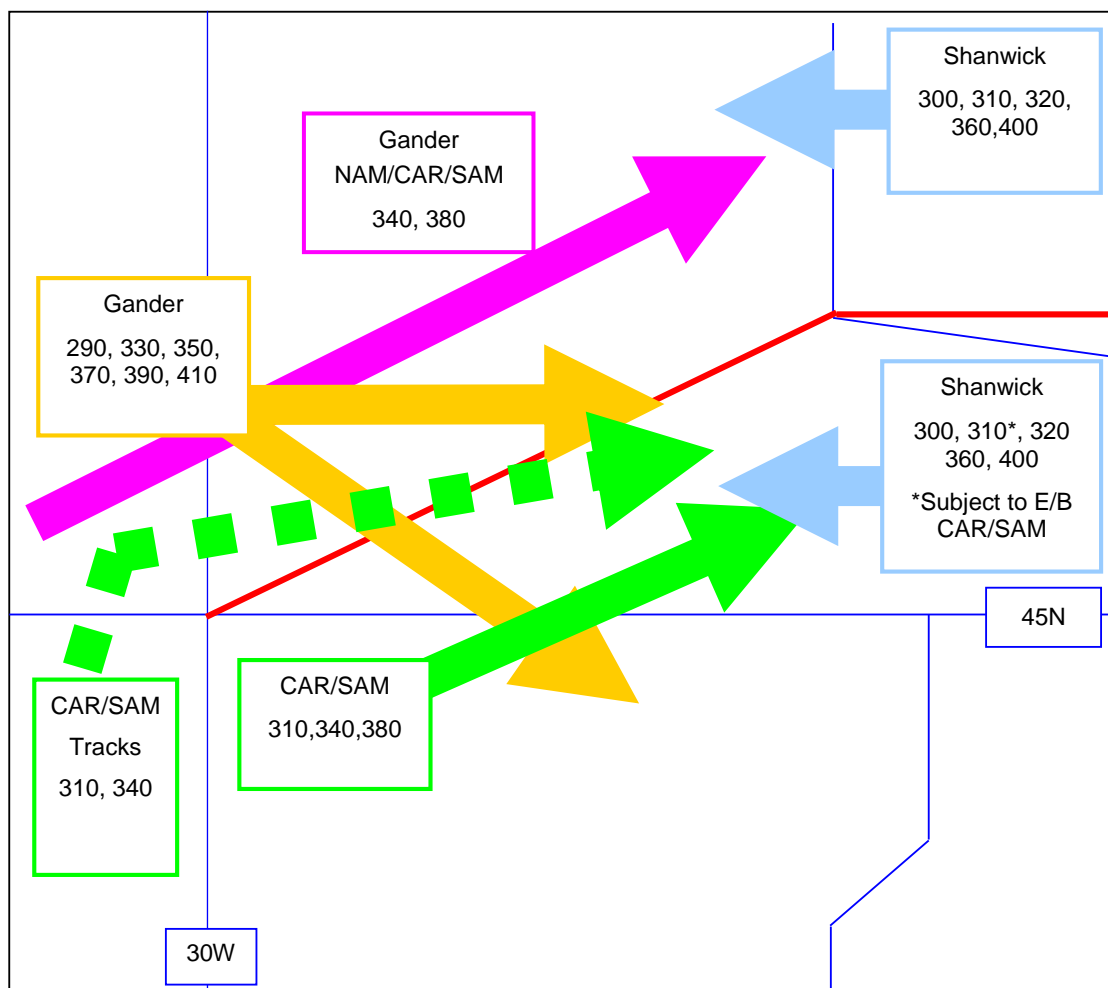 Shanwick
300, 310, 320,
360,400
Gander
NAM/CAR/SAM
340, 380
Gander
290, 330, 350,
370, 390, 410
Shanwick
300, 310*, 320
360, 400
*Subject to E/B
CAR/SAM
45N
CAR/SAM
310,340,380
CAR/SAM
Tracks
310, 340
30W